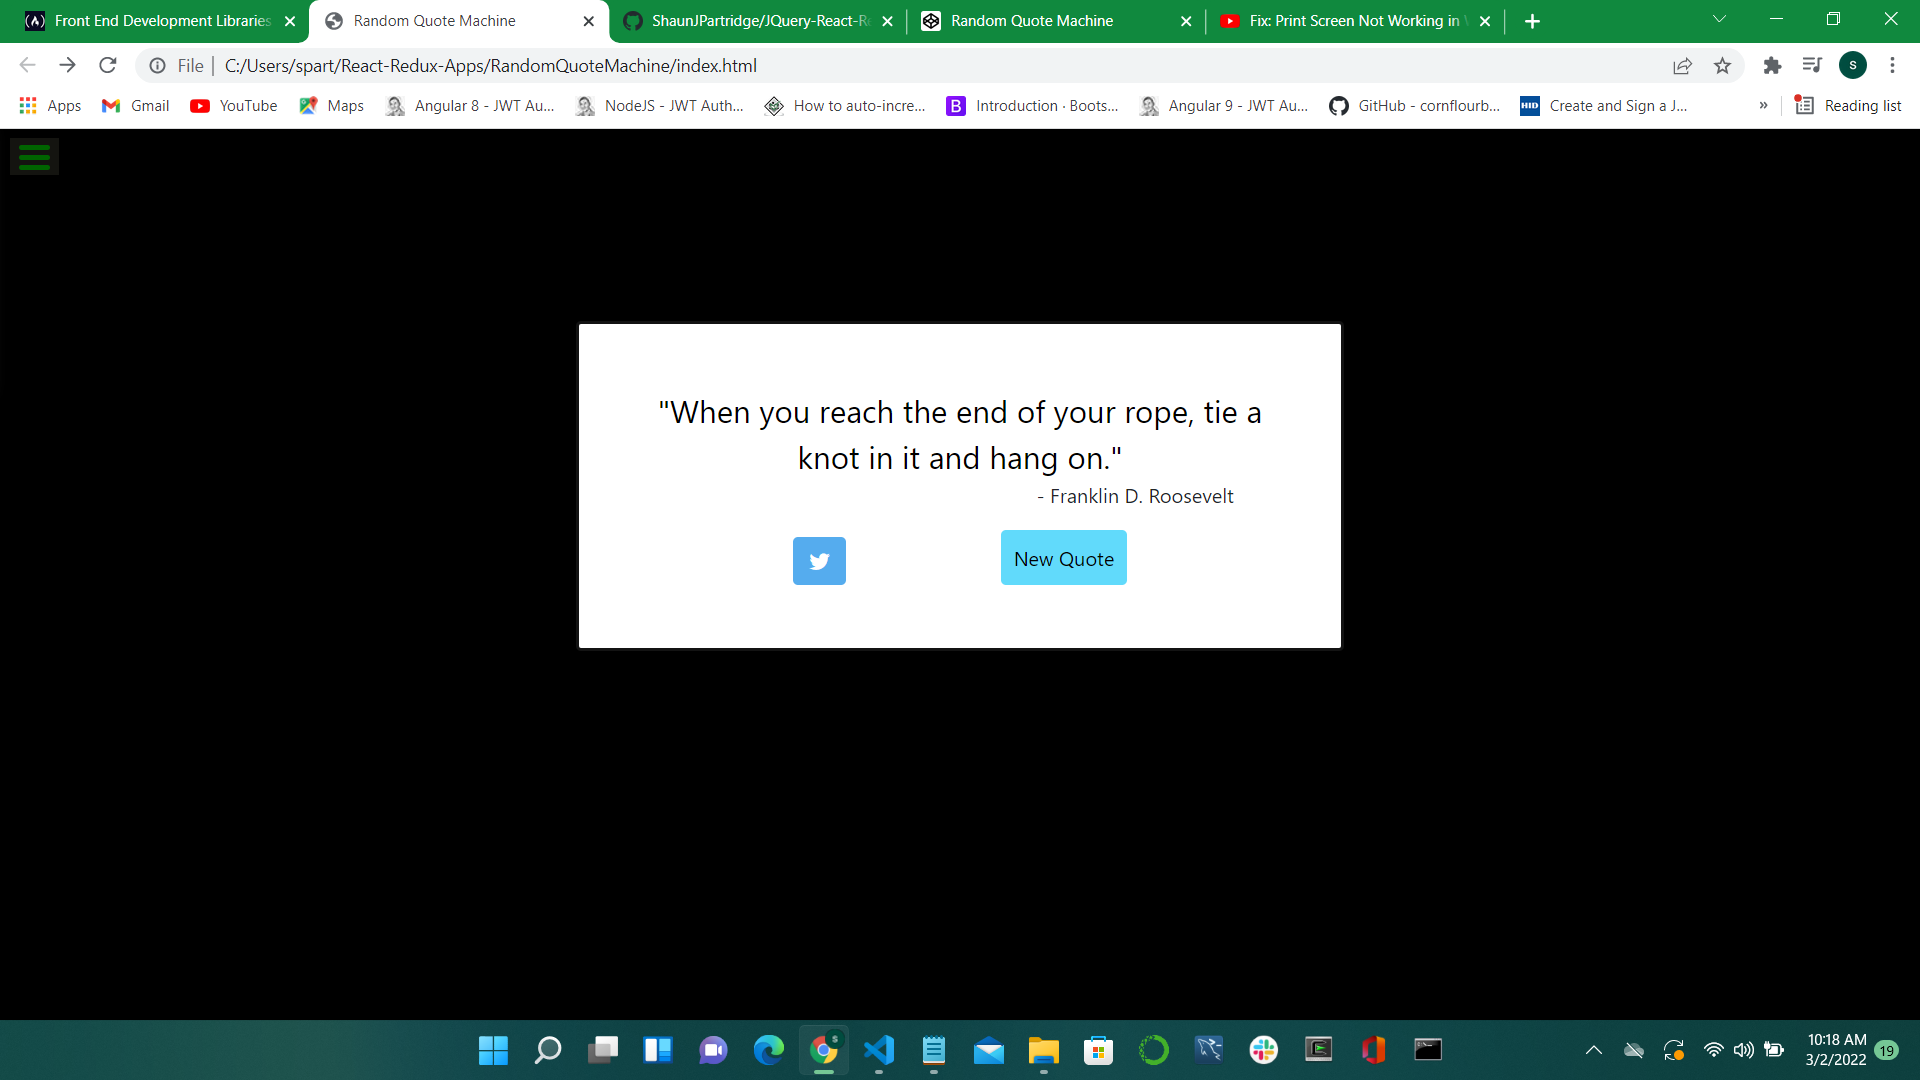 Front End Development Libraries
Random Quote Machine
ShaunJPartridge/JQuery-React-Re
Random Quote Machine
Fix: Print Screen Not Working in
File
C:/Users/spart/React-Redux-Apps/RandomQuoteMachine/index.html
S
Apps
Gmail
YouTube
Maps
Angular 8 - JWT Au...
NodeJS - JWT Auth...
How to auto-incre...
B
Introduction · Boots...
Angular 9 - JWT Au...
GitHub - cornflourb...
HID
Create and Sign a J...
»
Reading list
"When you reach the end of your rope, tie a
knot in it and hang on."
- Franklin D. Roosevelt
New Quote
10:18 AM
3/2/2022
19